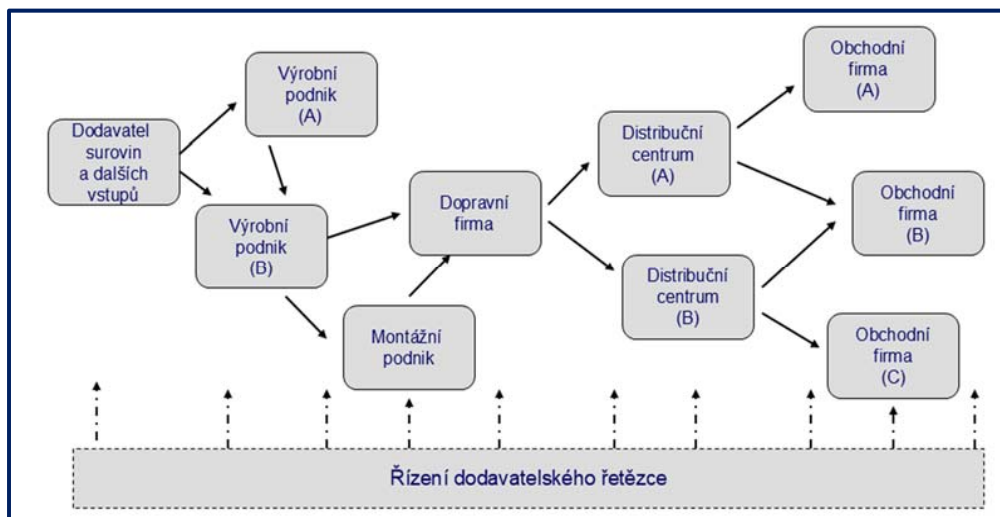 Dodavatel
surovin
a dalších
vstupů
Výrobní
podnik
(A)
Výrobní
podnik
(B)
Montážní
podnik
Dopravní
firma
Distribuční
centrum
(A)
Distribuční
centrum
(B)
Obchodní
firma
(A)
Obchodní
firma
(B)
Obchodní
firma
(C)
Řízení dodavatelského řetězce